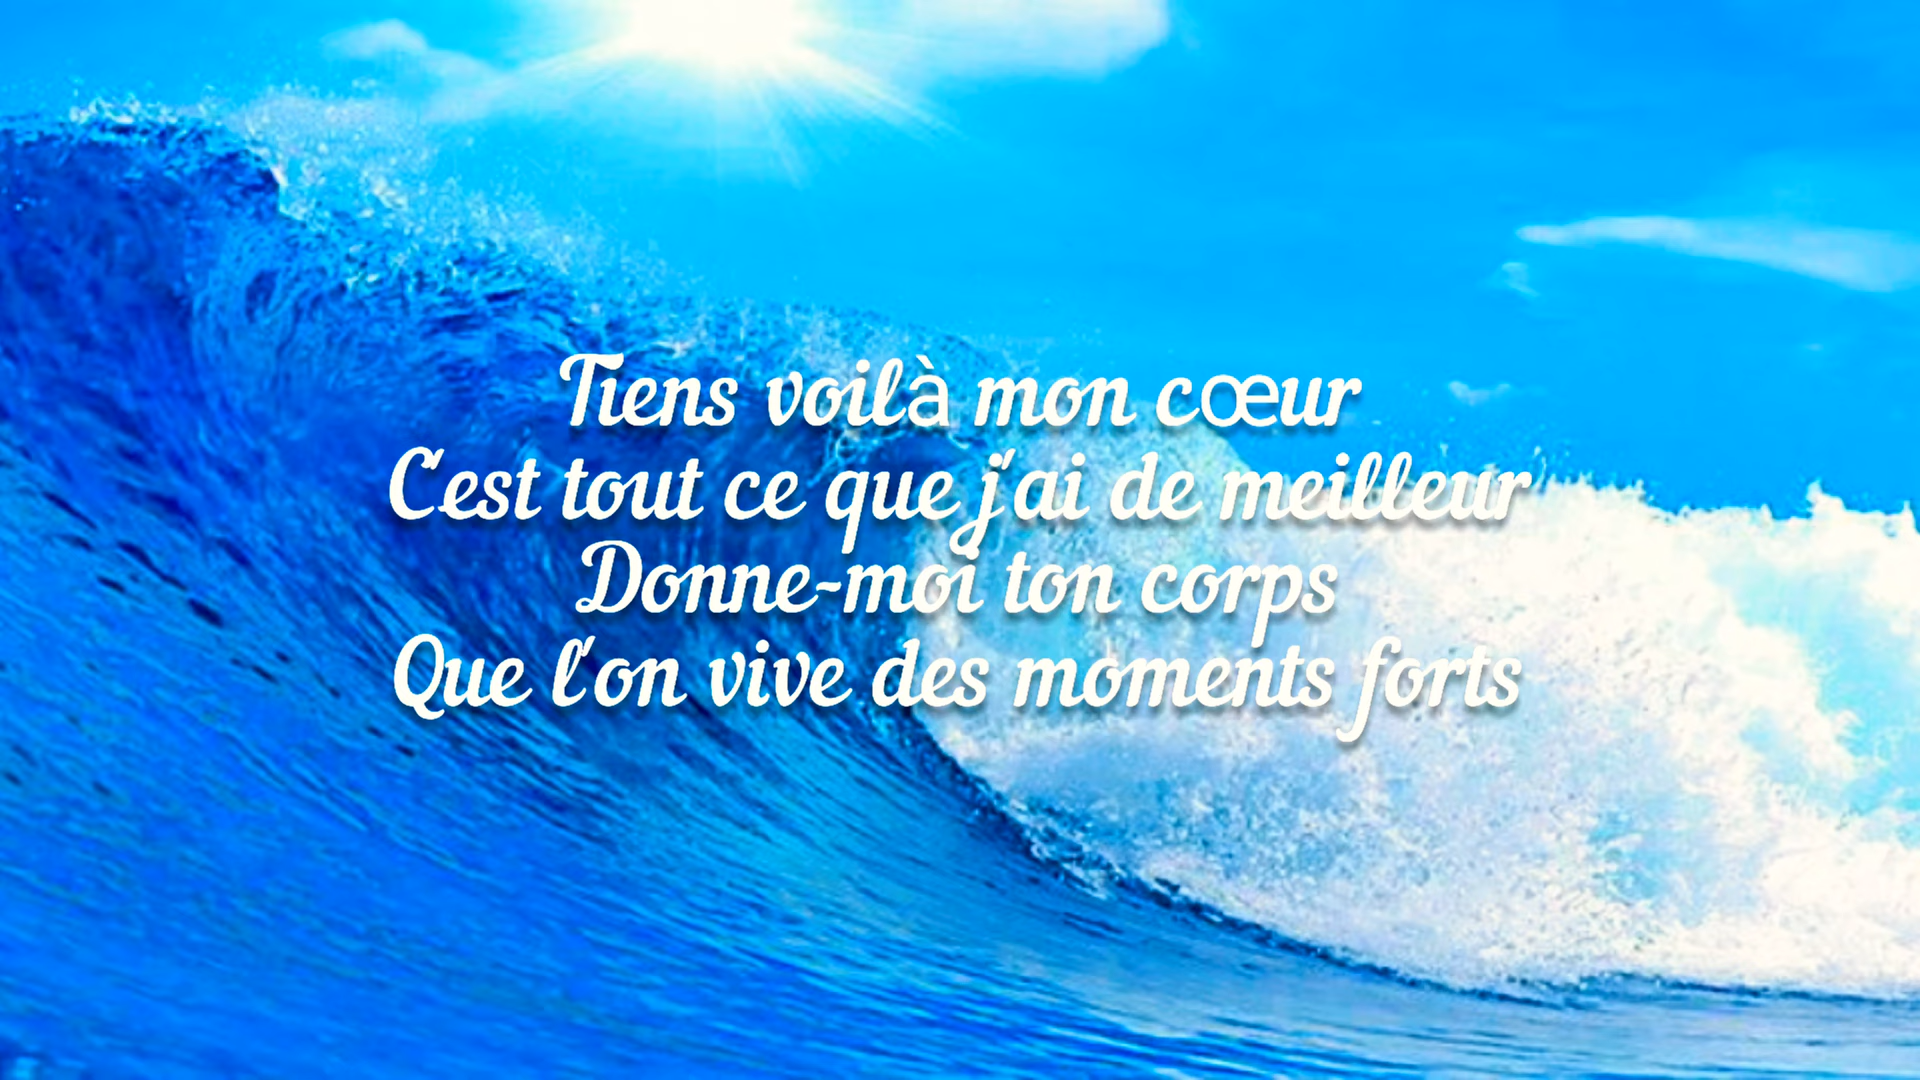 Tiens voilà mon cœur
C'est tout ce que j'ai de meilleur
Donne-moi ton corps
Que l'on vive des moments forts